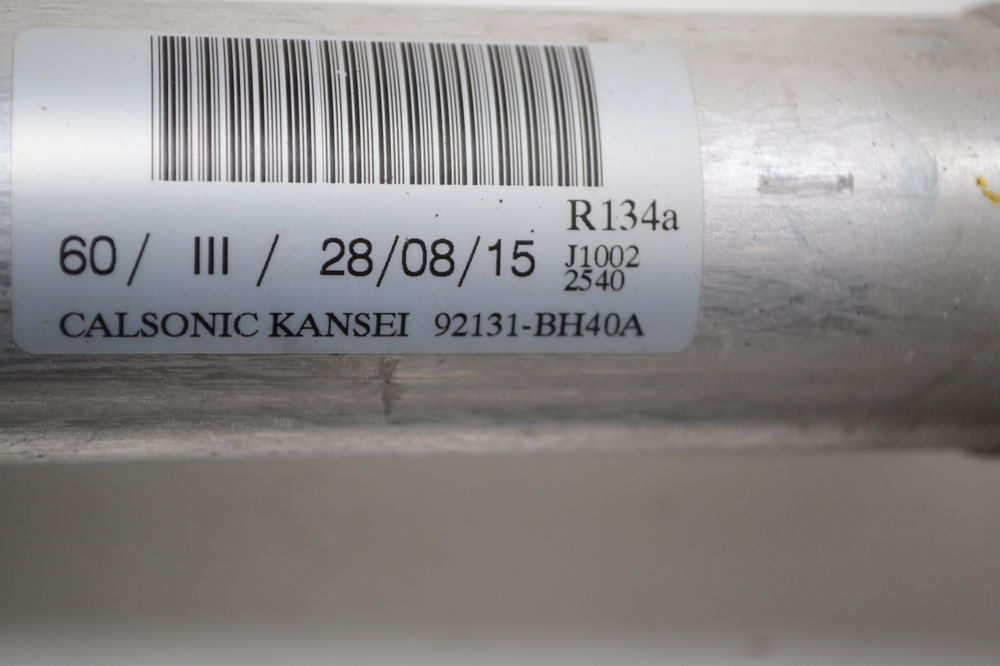 R134a
60/ III / 28/08/15 J1002
2540
CALSONIC KANSEI 92131-BH40A